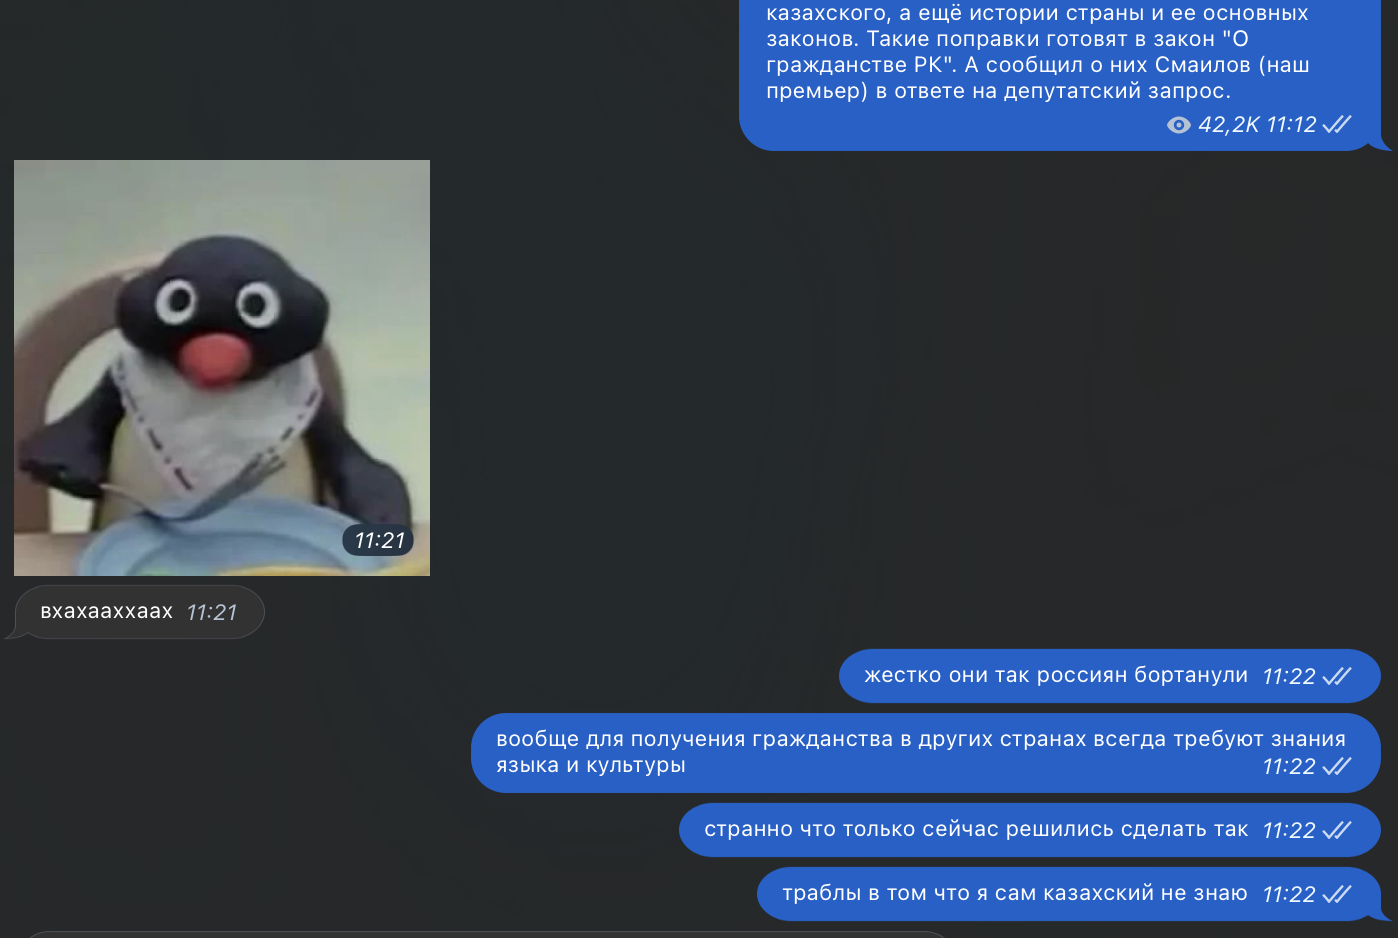 казахского, а ещё истории страны и ее основных
законов. Такие поправки готовят в закон "О
гражданстве РК". А сообщил о них Смаилов (наш
премьер) в ответе на депутатский запрос.
42,2K 11:12
11:21
вхахааххаах 11:21
жестко они так россиян бортанули 11:22
вообще для получения гражданства в других странах всегда требуют знания
языка и культуры 11:22
странно что только сейчас решились сделать так 11:22
траблы в том что я сам казахский не знаю 11:22